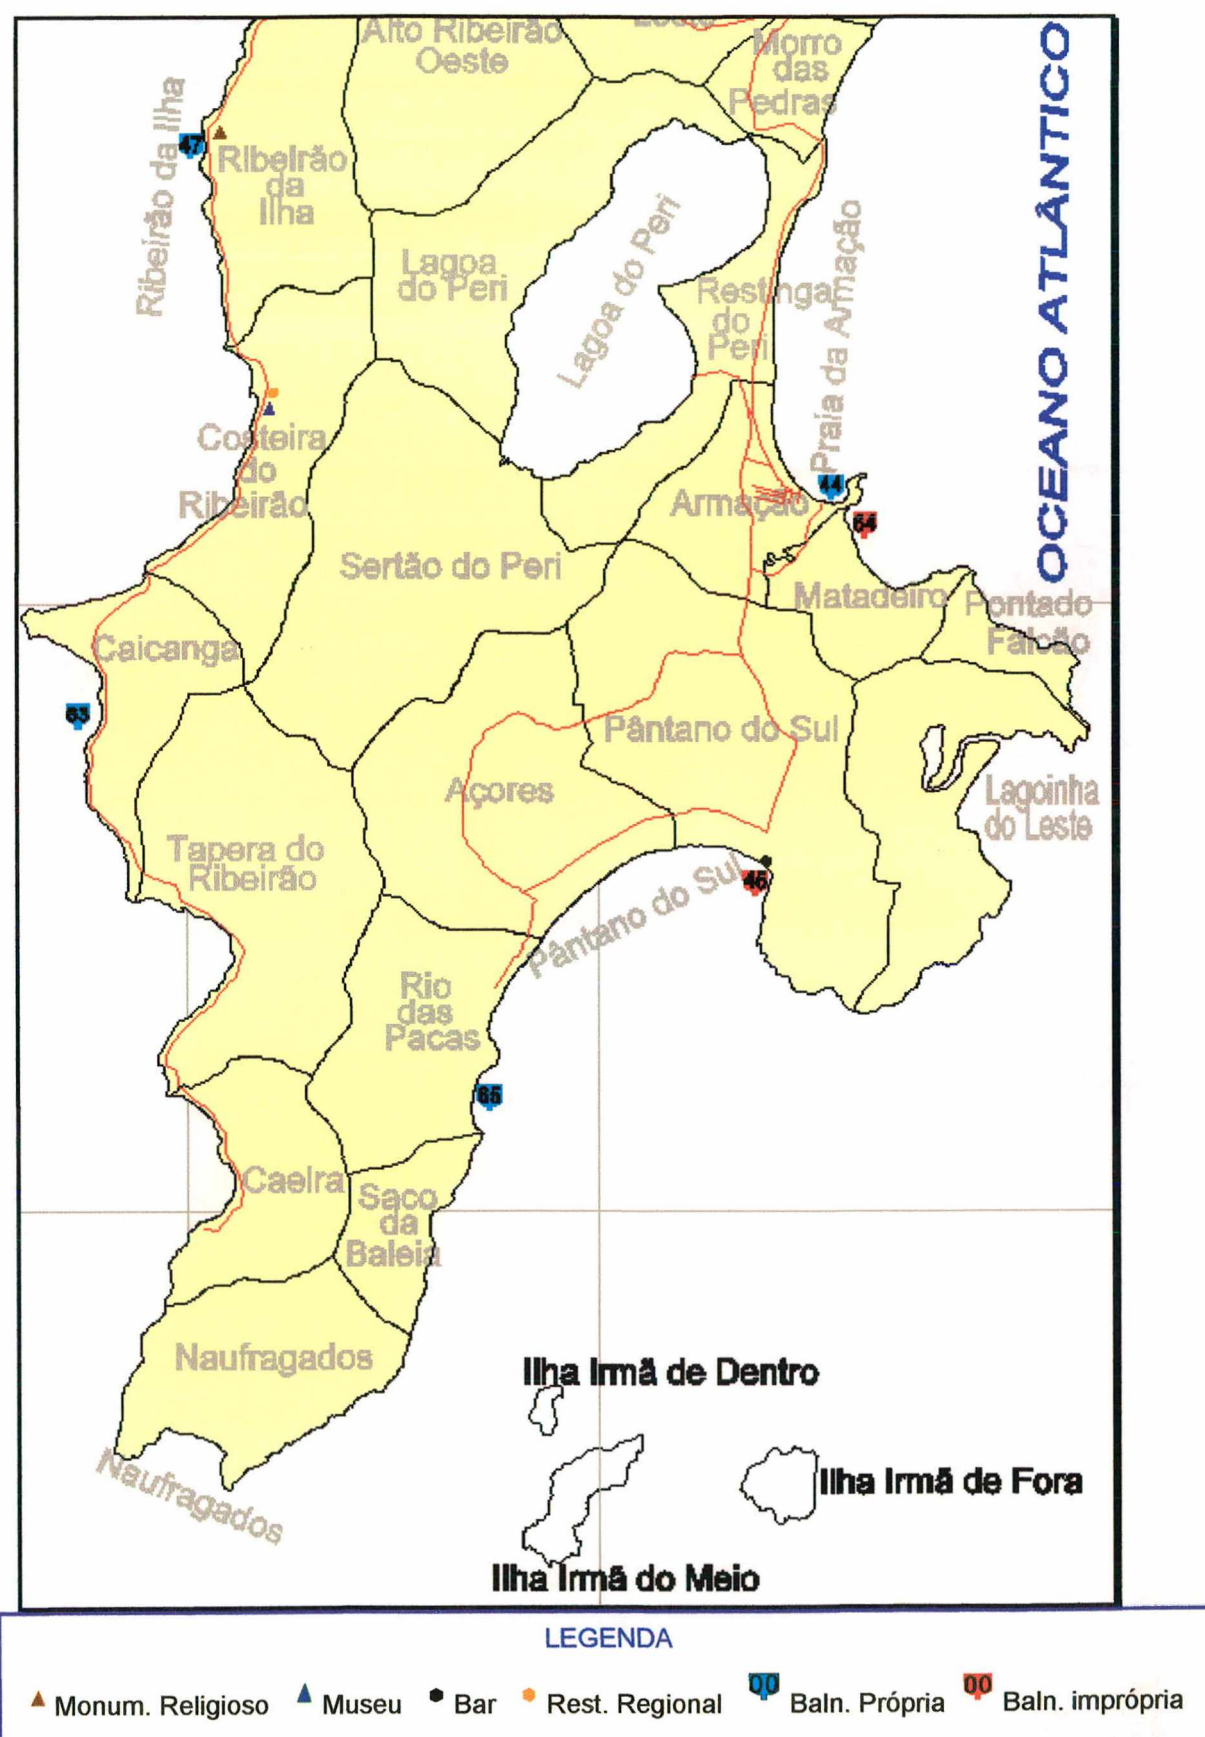 Alto Ribeirão
Oeste
Leste
Morro
das
Pedras
OCEANO ATLÂNTICO
Ribeirão da Ilha
47
Ribeirão
da
Ilha
Lagoa
do Peri
Lagoa do Peri
Restinga
do
Peri
Praia da Armação
Costeira
do
Ribeirão
44
Armação
64
Sertão do Peri
Matadeiro
Pontado
Falcão
Caicanga
63
Pântano do Sul
Açores
Lagoinha
do Leste
Tapera do
Ribeirão
Pântano do Sul
45
Rio
das
Pacas
65
Caeira
Saco
da
Baleia
Naufragados
Ilha Irmã de Dentro
Naufragados
Ilha Irmã de Fora
Ilha Irmã do Meio
LEGENDA
Monum. Religioso
Museu
Bar
Rest. Regional
00 Baln. Própria
00 Baln. imprópria